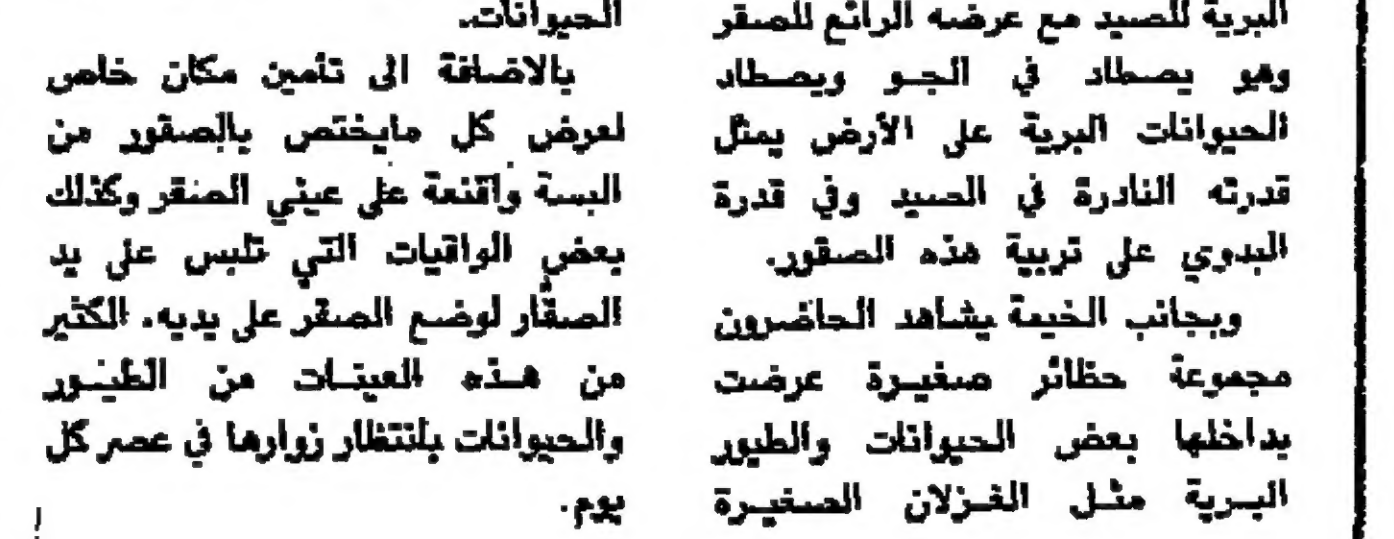 البرية للصيد مع عرضه الرائع للصقر
وهو يصطاد في الجو ويصطاد
الحيوانات البرية على الأرض يمثل
قدرته النادرة في الصيد وفي قدرة
البدوي على تربية هذه الصقور.
وبجانب الخيمة يشاهد الحاضرون
مجموعة حظائر صغيرة عرضت
بداخلها بعض الحيوانات والطيور
البرية مثل الغزلان الصغيرة
الحيوانات.
بالاضافة الى تأمين مكان خاص
لعرض كل مايختص بالصقور من
البسة واقنعة على عيني الصقر وكذلك
بعض الواقيات التي تلبس على يد
الصقّار لوضع الصقر على يديه. الكثير
من هذه العينات من الطيور
والحيوانات بانتظار زوارها في عصر كل
يوم.